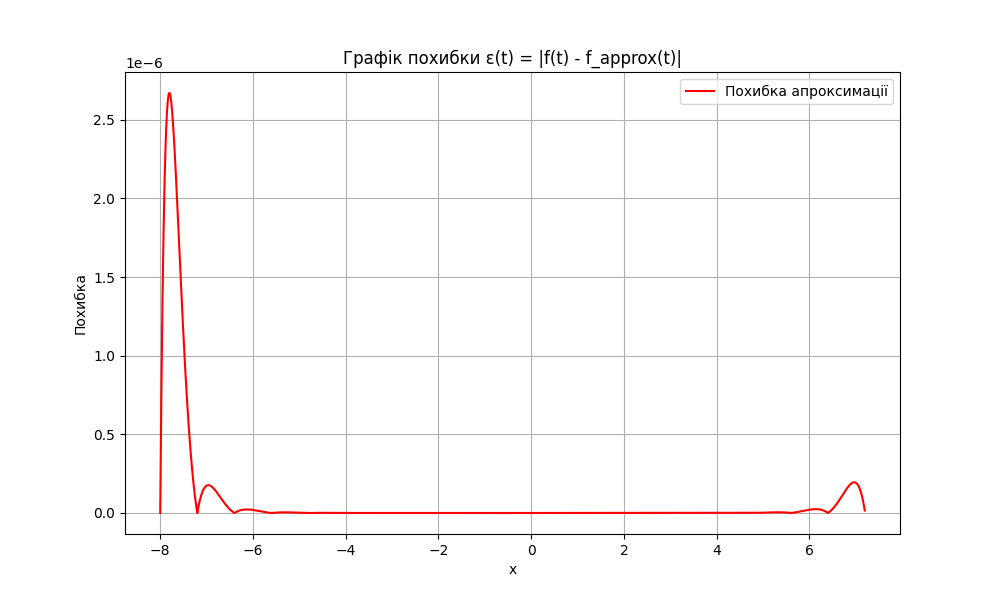 Графік похибки ε(t) = |f(t) - f_approx(t)|
1e−6
Похибка апроксимації
2.5
2.0
1.5
1.0
0.5
0.0
Похибка
−8 −6 −4 −2 0 2 4 6
x